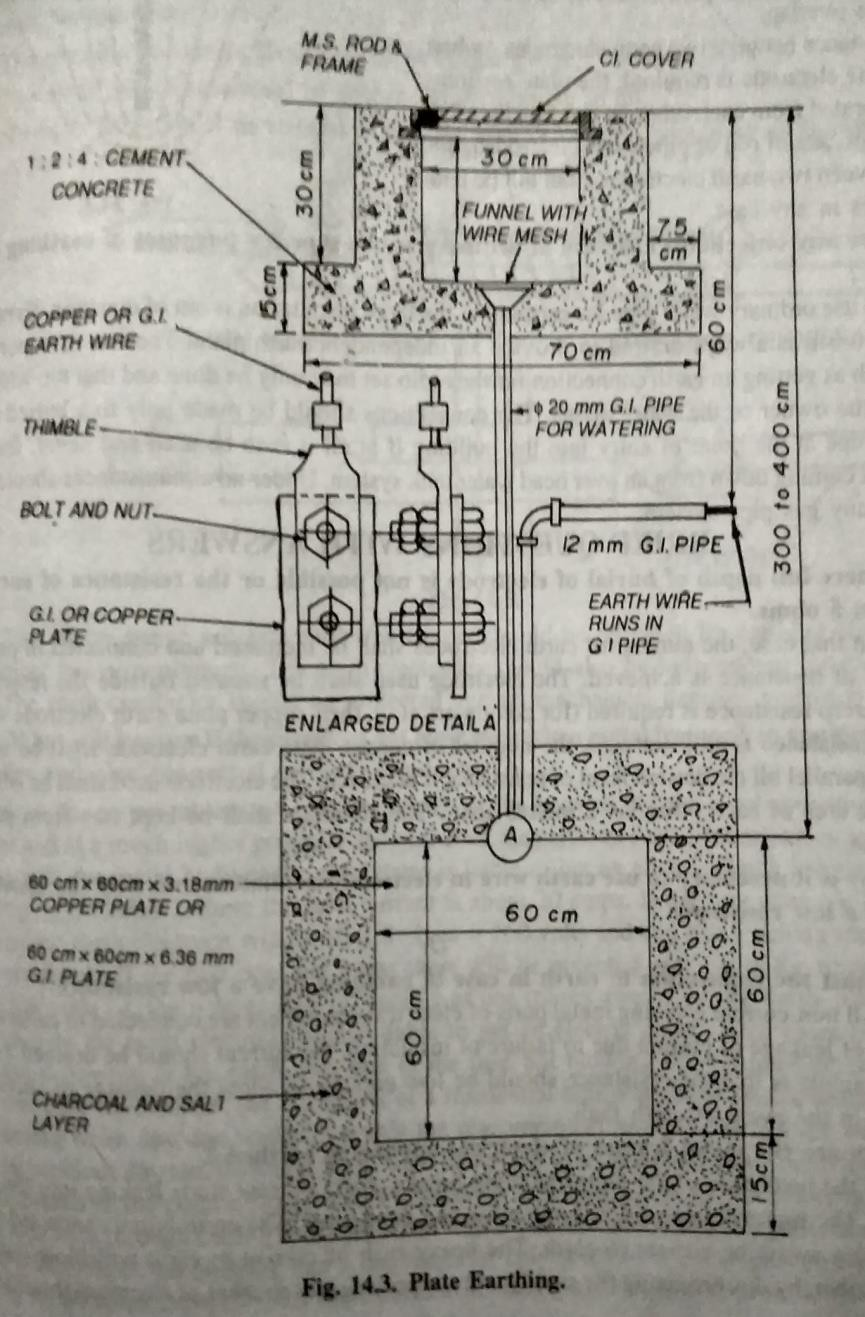 M.S. ROD &
FRAME
CI. COVER
1:2:4: CEMENT
CONCRETE
30 cm
30 cm
FUNNEL WITH
WIRE MESH
7.5
cm
15cm
60 cm
70 cm
COPPER OR G.I.
EARTH WIRE
THIMBLE
ϕ 20 mm G.I. PIPE
FOR WATERING
300 to 400 cm
BOLT AND NUT
12 mm G.I. PIPE
G.I. OR COPPER
PLATE
EARTH WIRE
RUNS IN
G I PIPE
ENLARGED DETAIL A
A
60 cm x 60cm x 3.18mm
COPPER PLATE OR
60 cm x 60cm x 6.36 mm
G.I. PLATE
60 cm
60 cm
60 cm
CHARCOAL AND SALT
LAYER
15cm
Fig. 14.3. Plate Earthing.